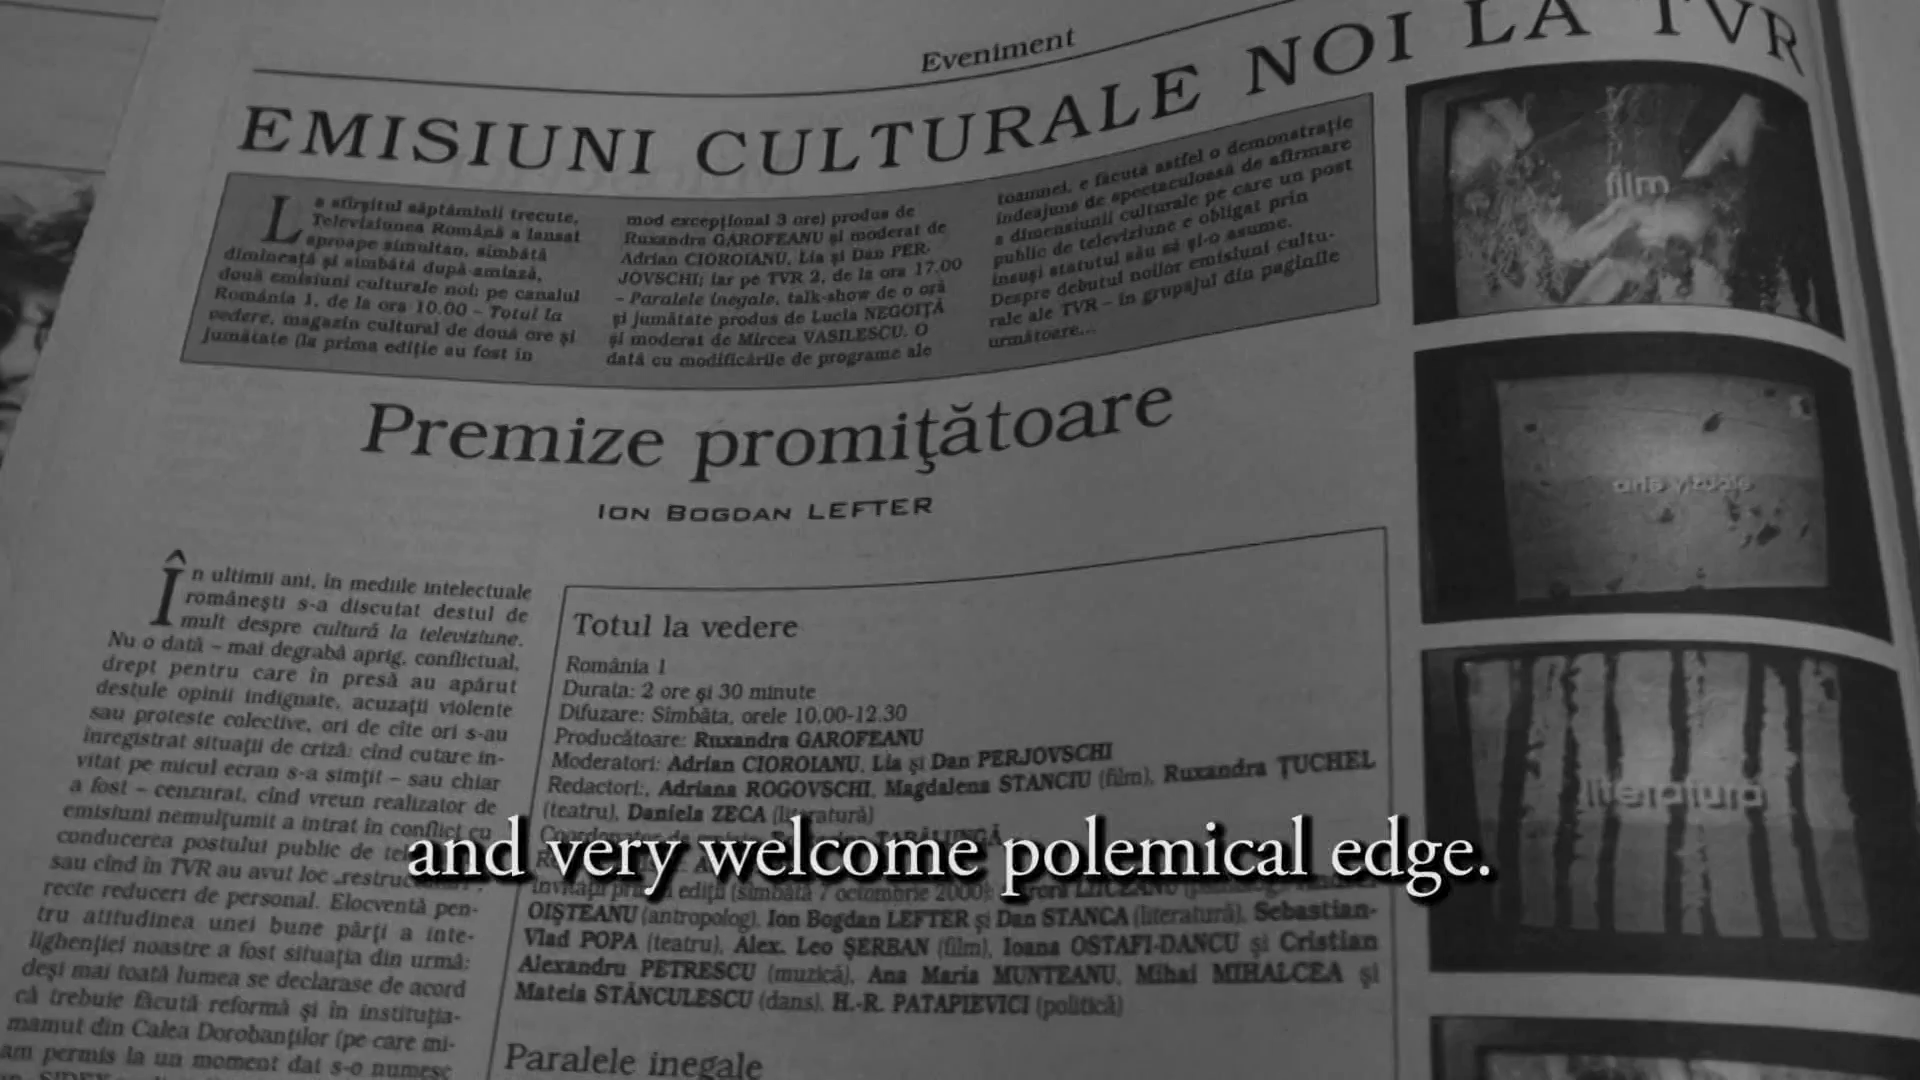 Eveniment
EMISIUNI CULTURALE NOI LA TVR
La sfîrşitul săptămînii trecute,
Televiziunea Română a lansat
aproape simultan, sîmbătă
dimineaţă şi sîmbătă după-amiază,
două emisiuni culturale noi: pe canalul
România 1, de la ora 10.00 – Totul la
vedere, magazin cultural de două ore şi
jumătate (la prima ediţie au fost în
mod excepţional 3 ore) produs de
Ruxandra GAROFEANU şi moderat de
Adrian CIOROIANU, Lia şi Dan PER-
JOVSCHI; iar pe TVR 2, de la ora 17.00
– Paralele inegale, talk-show de o oră
şi jumătate produs de Lucia NEGOIŢĂ
şi moderat de Mircea VASILESCU. O
dată cu modificările de programe ale
toamnei, e făcută astfel o demonstraţie
îndeajuns de spectaculoasă de afirmare
a dimensiunii culturale pe care un post
public de televiziune e obligat prin
însuşi statutul său să şi-o asume.
Despre debutul noilor emisiuni cultu-
rale ale TVR – în grupajul din paginile
următoare...
film
arte vizuale
literatura
Premize promiţătoare
ION BOGDAN LEFTER
În ultimii ani, în mediile intelectuale
româneşti s-a discutat destul de
mult despre cultură la televiziune.
Nu o dată – mai degrabă aprig, conflictual,
drept pentru care în presă au apărut
destule opinii indignate, acuzaţii violente
sau proteste colective, ori de cîte ori s-au
înregistrat situaţii de criză: cînd cutare in-
vitat pe micul ecran s-a simţit – sau chiar
a fost – cenzurat, cînd vreun realizator de
emisiuni nemulţumit a intrat în conflict cu
conducerea postului public de
sau cînd în TVR au avut loc
recte reduceri de personal. Elocventă pen-
tru atitudinea unei bune părţi a inte-
lighenţiei noastre a fost situaţia din urmă:
deşi mai toată lumea se declarase de acord
că trebuie făcută reformă şi în instituţia-
mamut din Calea Dorobanţilor (pe care mi-
am permis la un moment dat s-o numesc
Totul la vedere
România 1
Durata: 2 ore şi 30 minute
Difuzare: Sîmbăta, orele 10.00-12.30
Producătoare: Ruxandra GAROFEANU
Moderatori: Adrian CIOROIANU, Lia şi Dan PERJOVSCHI
Redactori:, Adriana ROGOVSCHI, Magdalena STANCIU (film), Ruxandra ŢUCHEL
(teatru), Daniela ZECA (literatură)
ediţii (sîmbătă 7 octombrie 2000):
OIŞTEANU (antropolog), Ion Bogdan LEFTER şi Dan STANCA (literatură), Sebastian-
Vlad POPA (teatru), Alex. Leo ŞERBAN (film), Ioana OSTAFI-DANCU şi Cristian
Alexandru PETRESCU (muzică), Ana Maria MUNTEANU, Mihai MIHALCEA şi
Mateia STĂNCULESCU (dans), H.-R. PATAPIEVICI (politică)
Paralele inegale
and very welcome polemical edge.